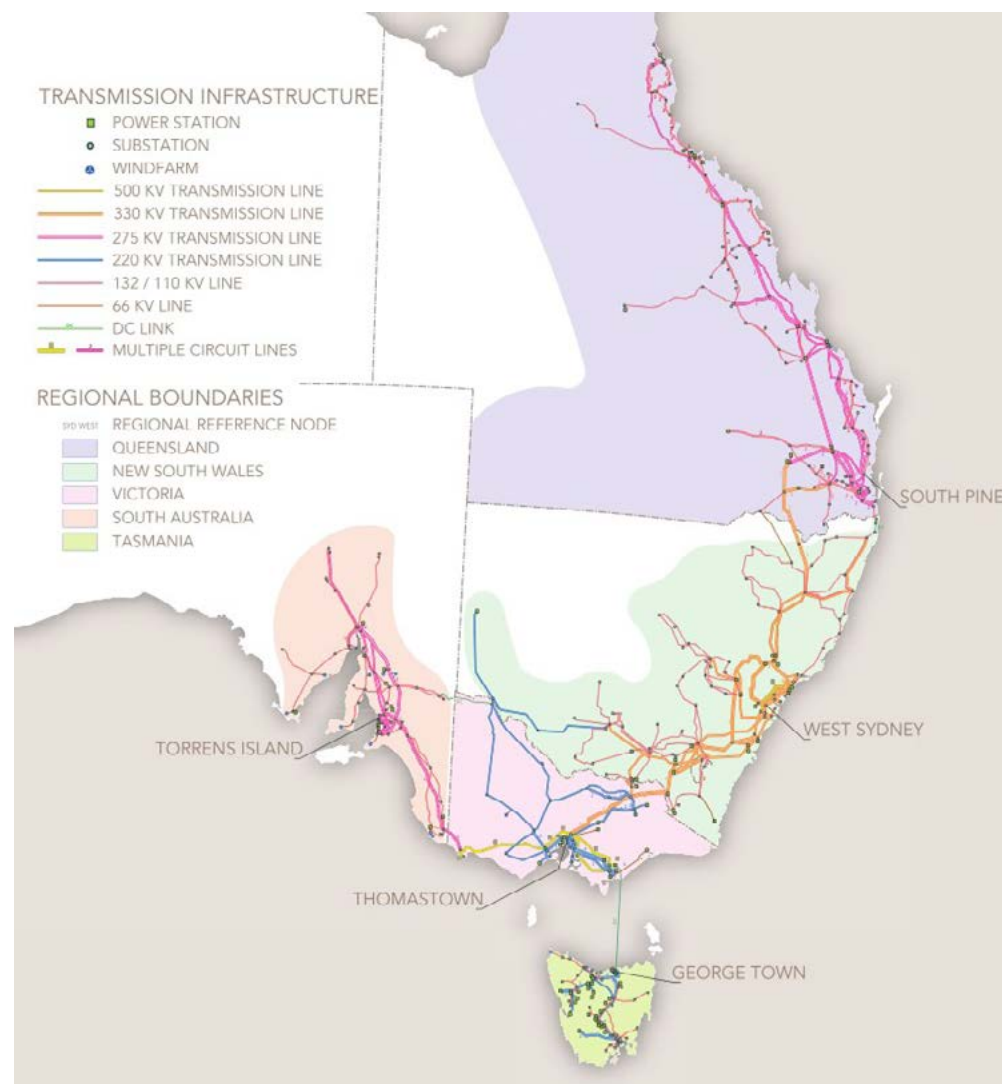 TRANSMISSION INFRASTRUCTURE
POWER STATION
SUBSTATION
WINDFARM
500 KV TRANSMISSION LINE
330 KV TRANSMISSION LINE
275 KV TRANSMISSION LINE
220 KV TRANSMISSION LINE
132 / 110 KV LINE
66 KV LINE
DC LINK
MULTIPLE CIRCUIT LINES
REGIONAL BOUNDARIES
SYD WEST REGIONAL REFERENCE NODE
QUEENSLAND
NEW SOUTH WALES
VICTORIA
SOUTH AUSTRALIA
TASMANIA
SOUTH PINE
WEST SYDNEY
TORRENS ISLAND
THOMASTOWN
GEORGE TOWN